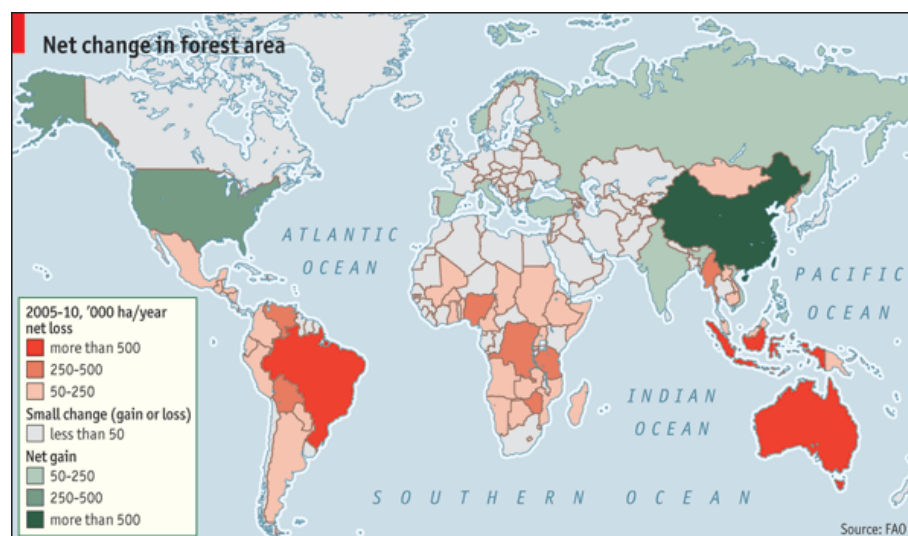 Net change in forest area
ATLANTIC
OCEAN
PACIFIC
OCEAN
INDIAN
OCEAN
SOUTHERN OCEAN
2005-10, '000 ha/year
net loss
more than 500
250-500
50-250
Small change (gain or loss)
less than 50
Net gain
50-250
250-500
more than 500
Source: FAO